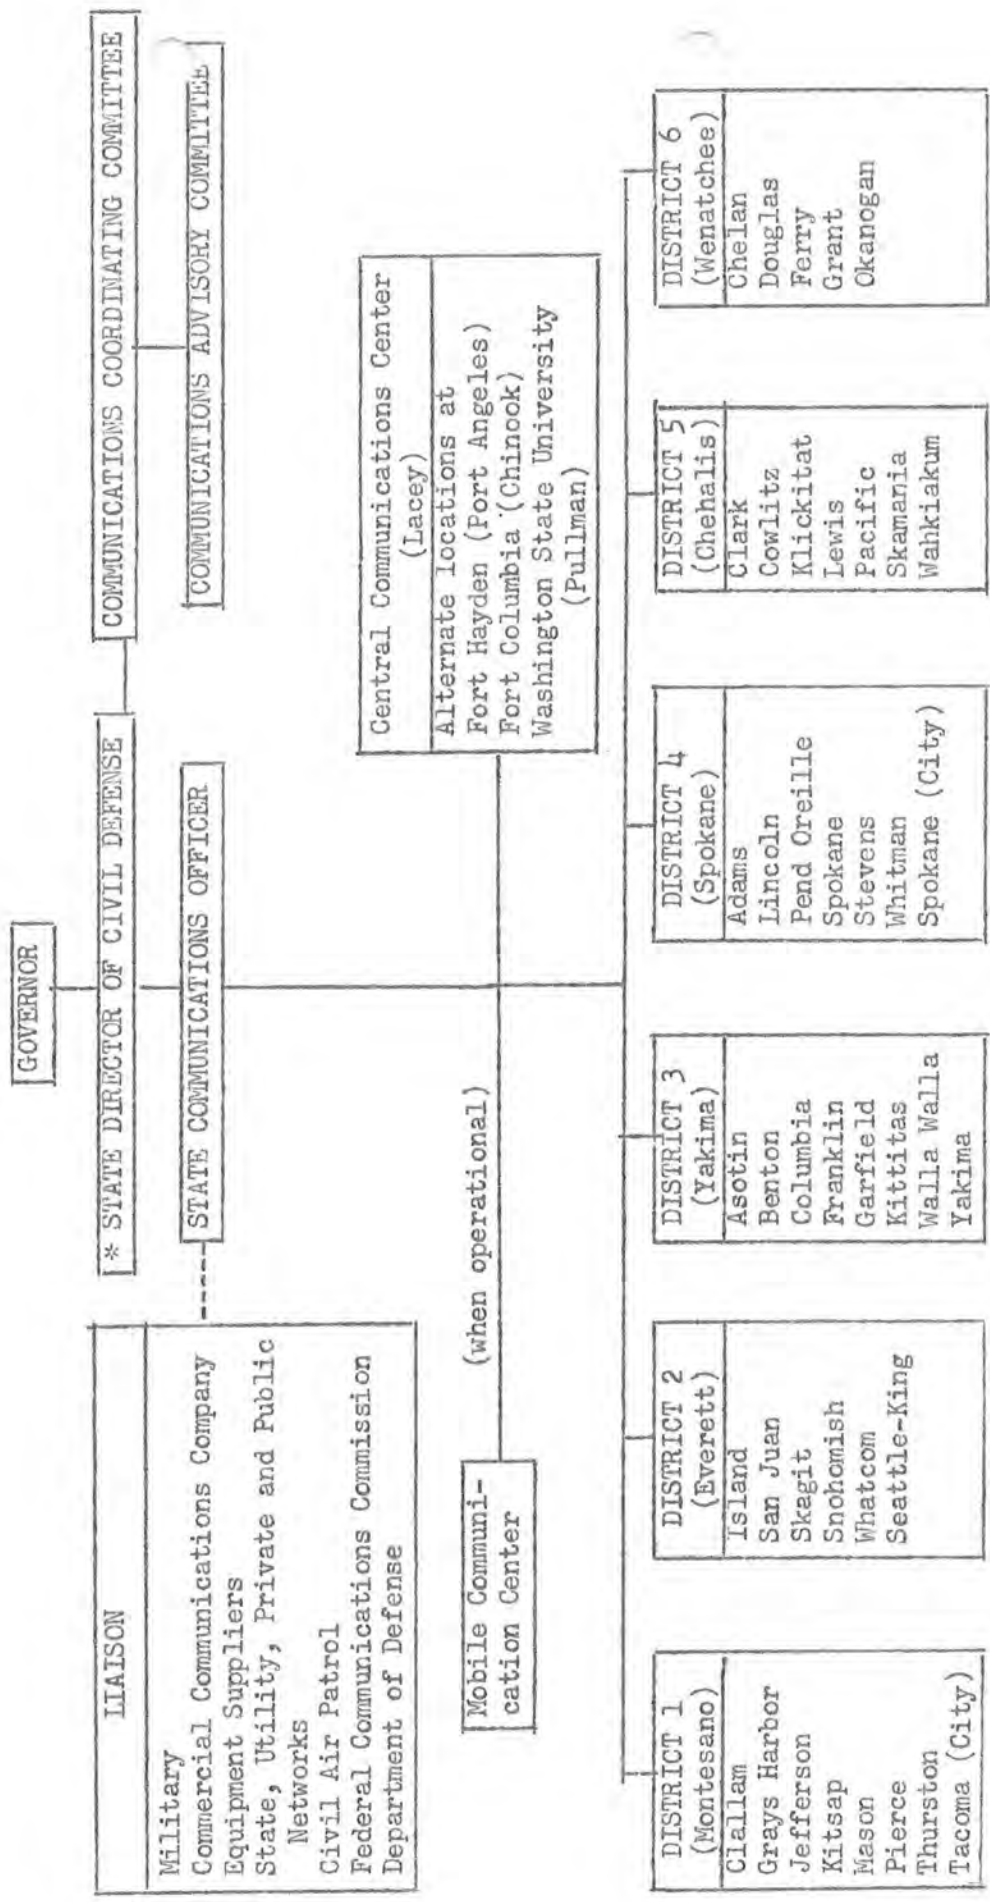 GOVERNOR
* STATE DIRECTOR OF CIVIL DEFENSE
COMMUNICATIONS COORDINATING COMMITTEE
STATE COMMUNICATIONS OFFICER
COMMUNICATIONS ADVISORY COMMITTEE
LIAISON
Military
Commercial Communications Company
Equipment Suppliers
State, Utility, Private and Public
Networks
Civil Air Patrol
Federal Communications Commission
Department of Defense
Central Communications Center
(Lacey)
Alternate locations at
Fort Hayden (Port Angeles)
Fort Columbia (Chinook)
Washington State University
(Pullman)
Mobile Communi-
cation Center
(when operational)
DISTRICT 1
(Montesano)
Clallam
Grays Harbor
Jefferson
Kitsap
Mason
Pierce
Thurston
Tacoma (City)
DISTRICT 2
(Everett)
Island
San Juan
Skagit
Snohomish
Whatcom
Seattle-King
DISTRICT 3
(Yakima)
Asotin
Benton
Columbia
Franklin
Garfield
Kittitas
Walla Walla
Yakima
DISTRICT 4
(Spokane)
Adams
Lincoln
Pend Oreille
Spokane
Stevens
Whitman
Spokane (City)
DISTRICT 5
(Chehalis)
Clark
Cowlitz
Klickitat
Lewis
Pacific
Skamania
Wahkiakum
DISTRICT 6
(Wenatchee)
Chelan
Douglas
Ferry
Grant
Okanogan